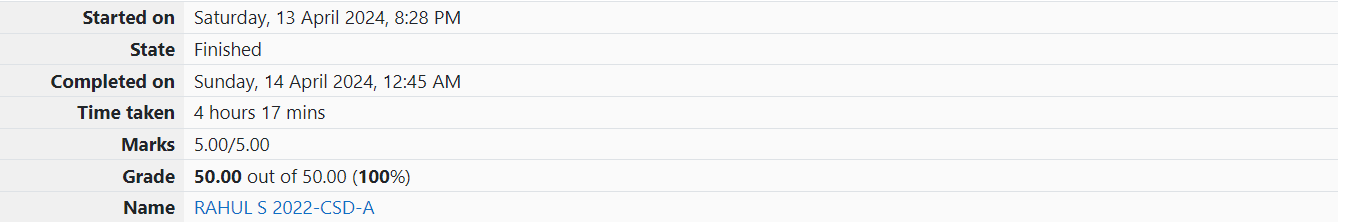 Started on Saturday, 13 April 2024, 8:28 PM
State Finished
Completed on Sunday, 14 April 2024, 12:45 AM
Time taken 4 hours 17 mins
Marks 5.00/5.00
Grade 50.00 out of 50.00 (100%)
Name RAHUL S 2022-CSD-A